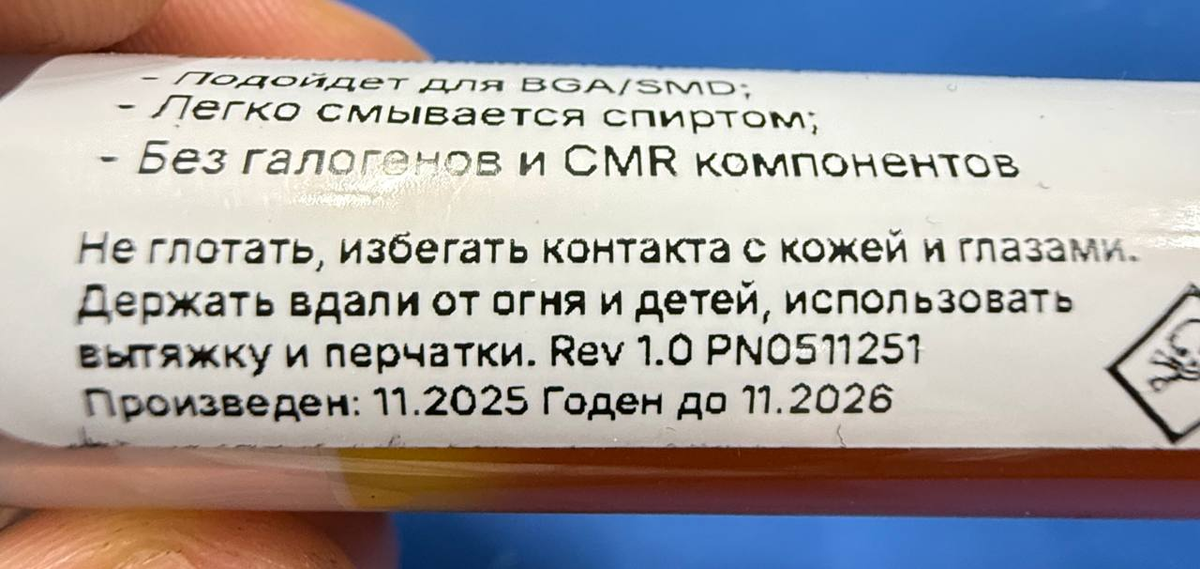 - Подойдет для BGA/SMD;
- Легко смывается спиртом;
- Без галогенов и CMR компонентов
Не глотать, избегать контакта с кожей и глазами.
Держать вдали от огня и детей, использовать
вытяжку и перчатки. Rev 1.0 PN0511251
Произведен: 11.2025 Годен до 11.2026